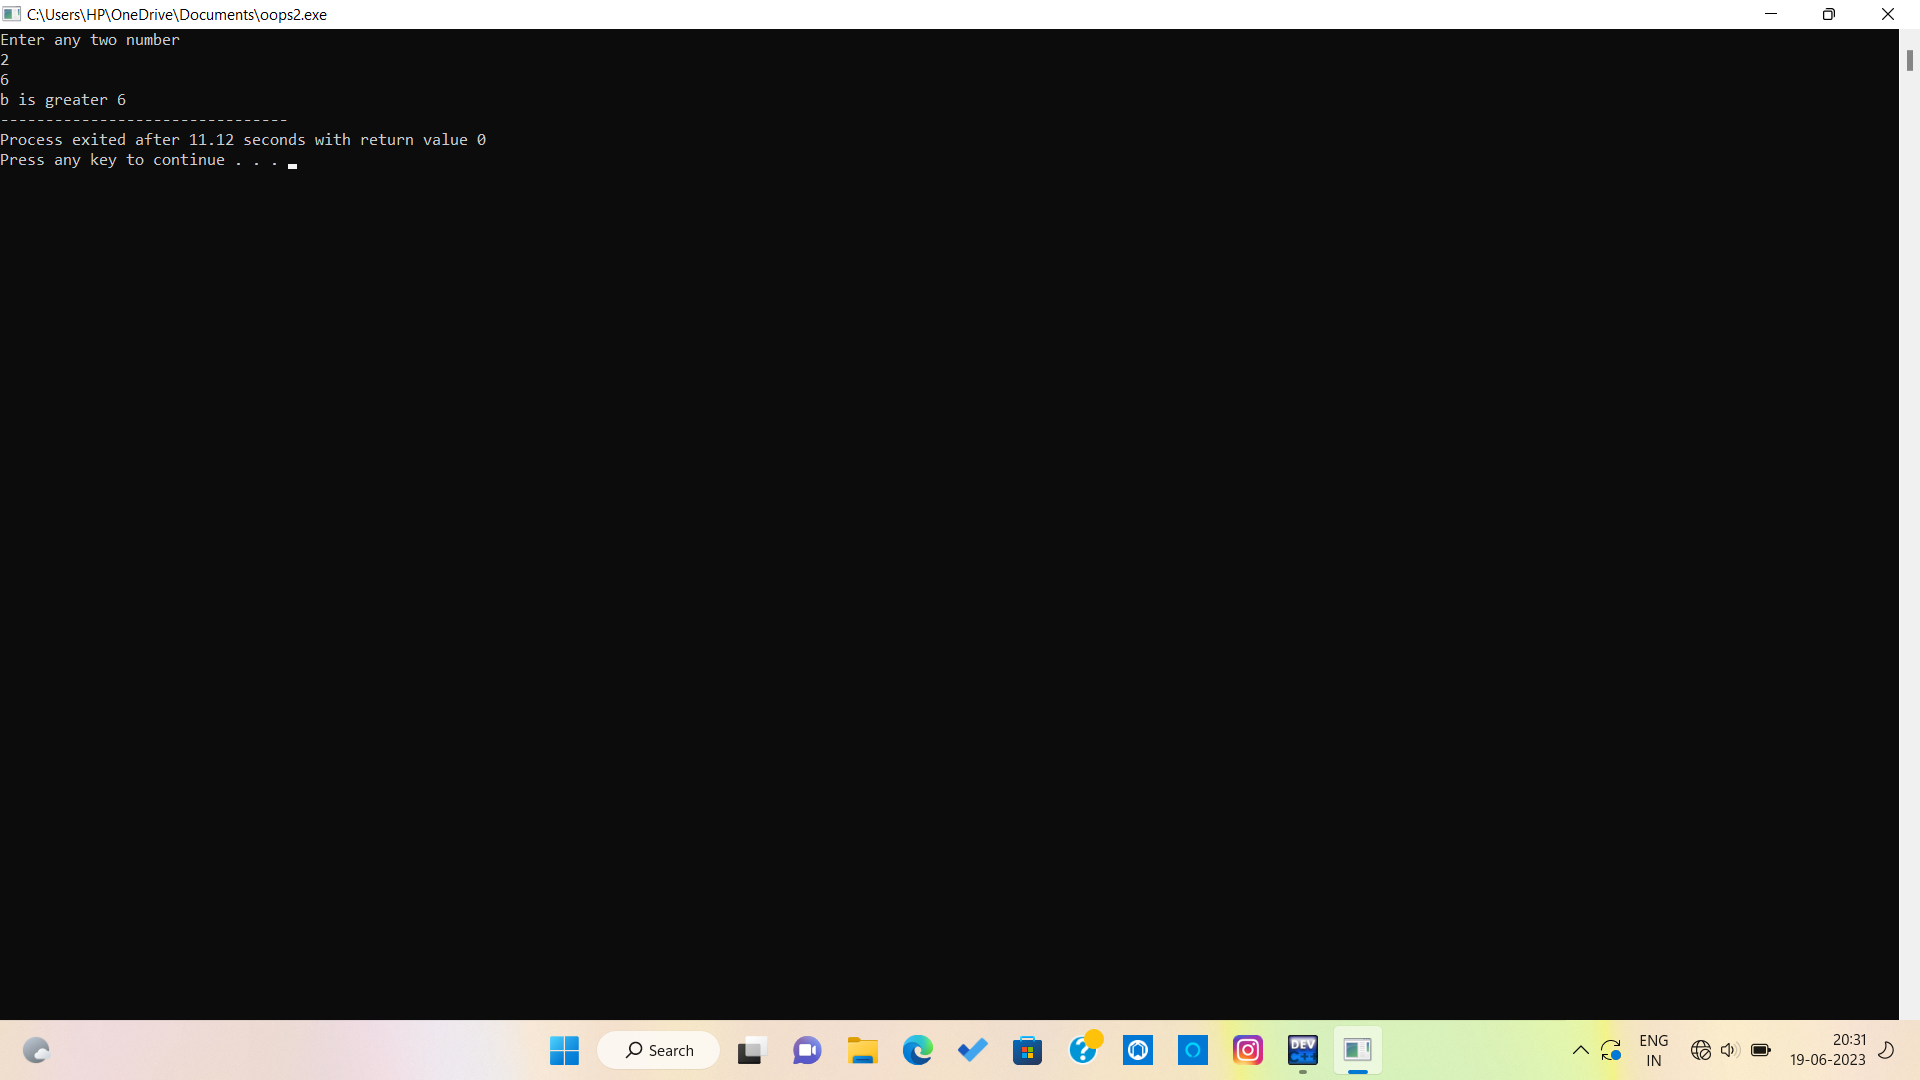 C:\Users\HP\OneDrive\Documents\oops2.exe
Enter any two number
2
6
b is greater 6
--------------------------------
Process exited after 11.12 seconds with return value 0
Press any key to continue . . .
Search
DEV
ENG
IN
20:31
19-06-2023